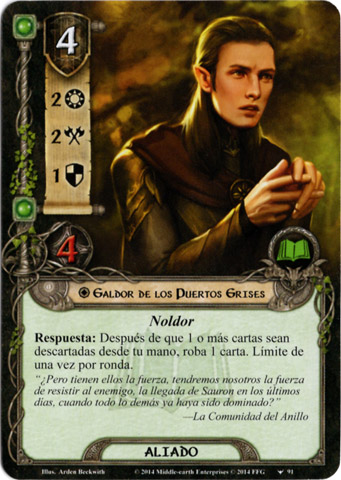 4
2
2
1
4
Galdor de los Puertos Grises
Noldor
Respuesta: Después de que 1 o más cartas sean
descartadas desde tu mano, roba 1 carta. Límite de
una vez por ronda.
“¿Pero tienen ellos la fuerza, tendremos nosotros la fuerza
de resistir al enemigo, la llegada de Sauron en los últimos
días, cuando todo lo demás ya haya sido dominado?”
—La Comunidad del Anillo
ALIADO
Illus. Arden Beckwith © 2014 Middle-earth Enterprises © 2014 FFG 91